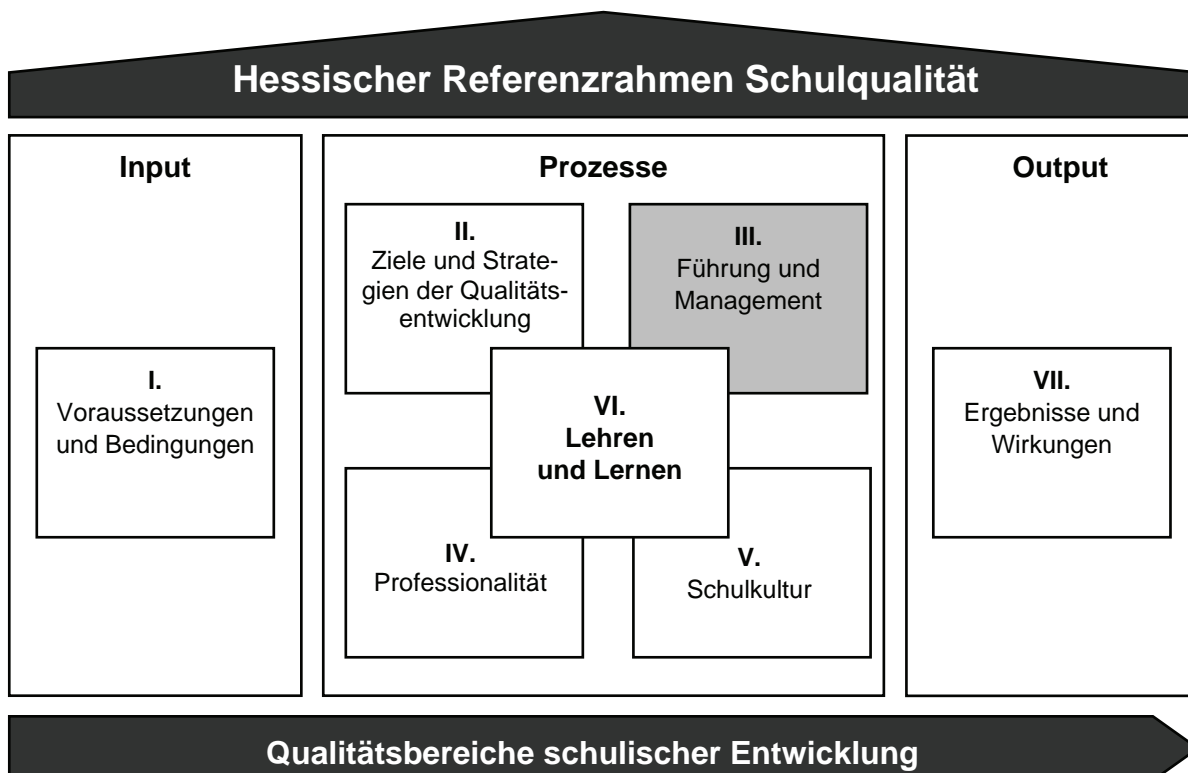 Hessischer Referenzrahmen Schulqualität
Input
I.
Voraussetzungen
und Bedingungen
Prozesse
II.
Ziele und Strate-
gien der Qualitäts-
entwicklung
III.
Führung und
Management
VI.
Lehren
und Lernen
IV.
Professionalität
V.
Schulkultur
Output
VII.
Ergebnisse und
Wirkungen
Qualitätsbereiche schulischer Entwicklung